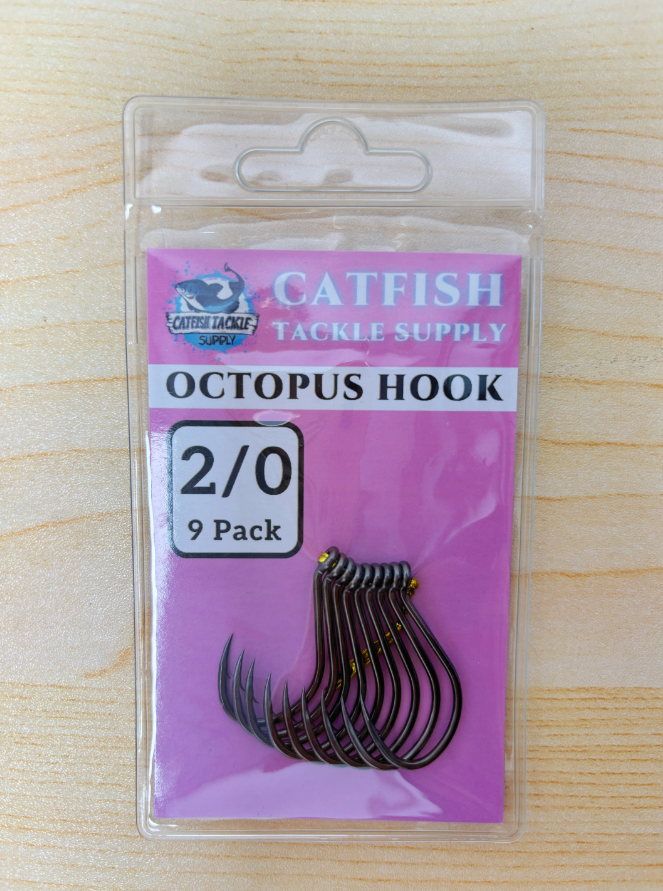 CATFISH TACKLE
SUPPLY
CATFISH
TACKLE SUPPLY
OCTOPUS HOOK
2/0
9 Pack